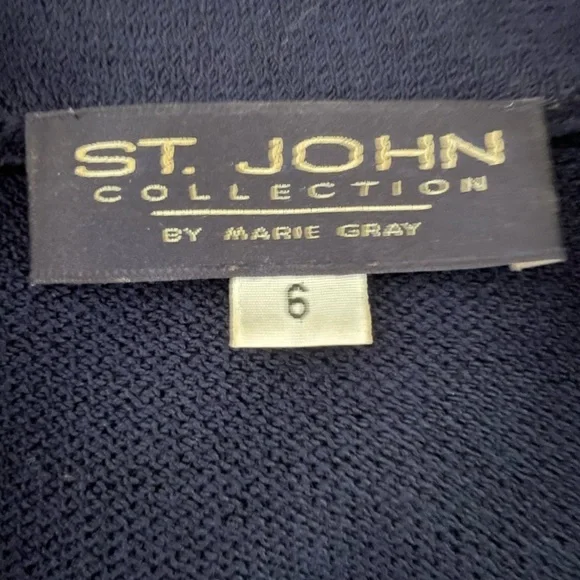 ST. JOHN
COLLECTION
BY MARIE GRAY
6